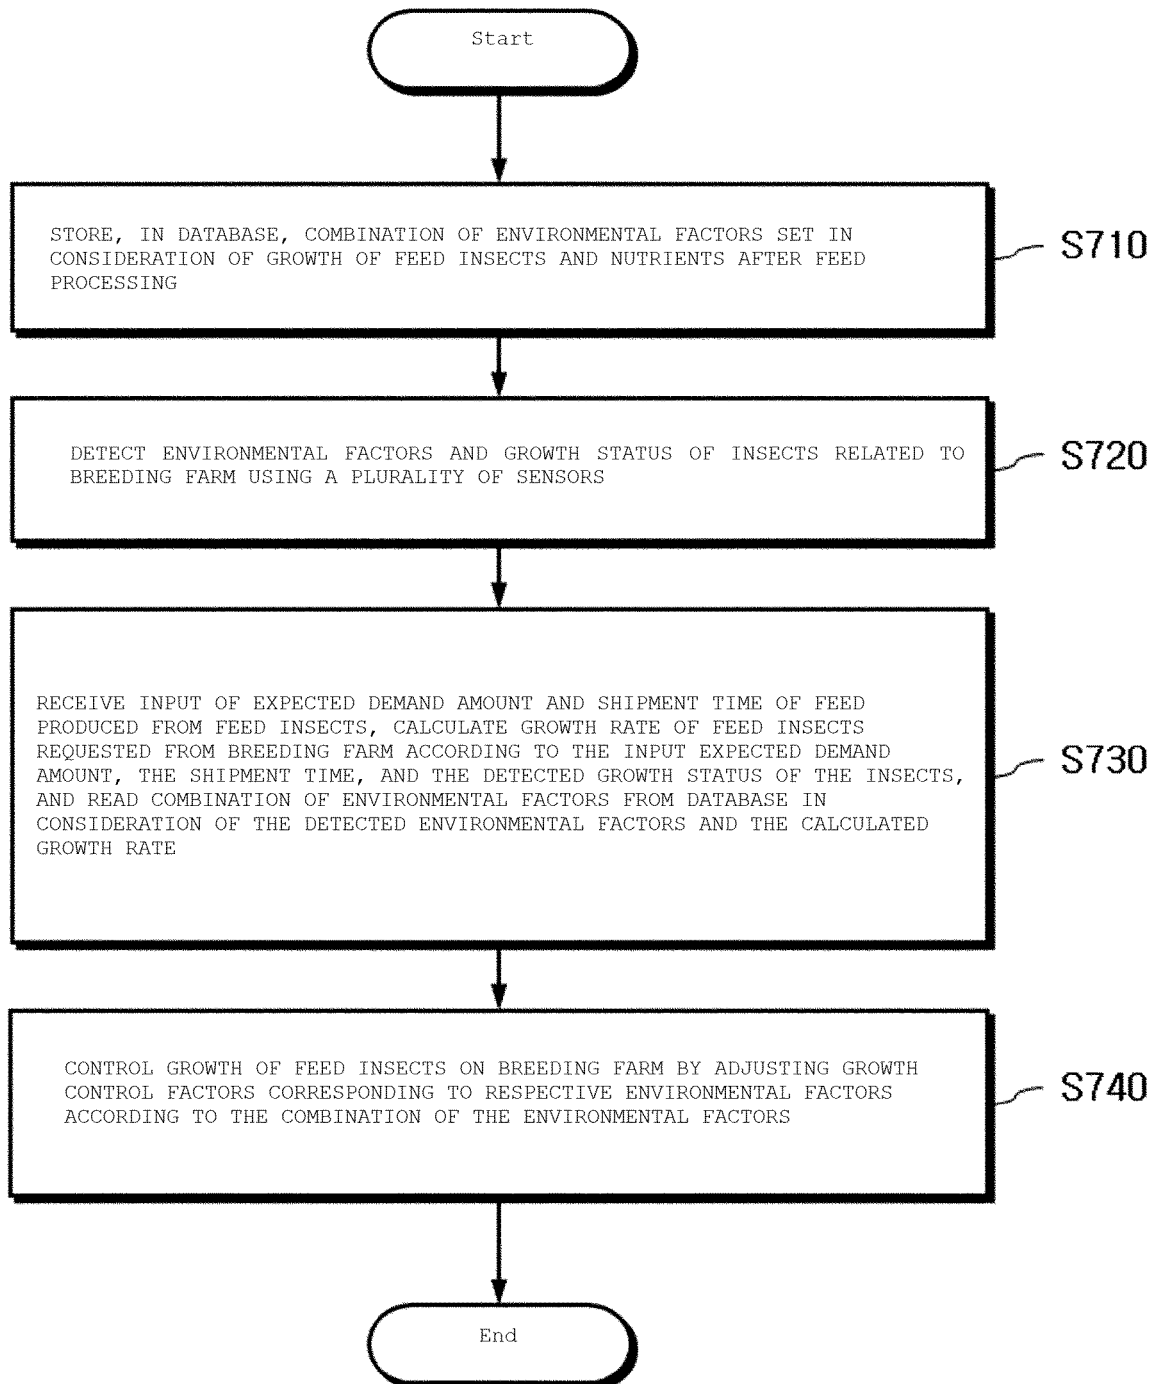 Start
STORE, IN DATABASE, COMBINATION OF ENVIRONMENTAL FACTORS SET IN
CONSIDERATION OF GROWTH OF FEED INSECTS AND NUTRIENTS AFTER FEED
PROCESSING
S710
DETECT ENVIRONMENTAL FACTORS AND GROWTH STATUS OF INSECTS RELATED TO
BREEDING FARM USING A PLURALITY OF SENSORS
S720
RECEIVE INPUT OF EXPECTED DEMAND AMOUNT AND SHIPMENT TIME OF FEED
PRODUCED FROM FEED INSECTS, CALCULATE GROWTH RATE OF FEED INSECTS
REQUESTED FROM BREEDING FARM ACCORDING TO THE INPUT EXPECTED DEMAND
AMOUNT, THE SHIPMENT TIME, AND THE DETECTED GROWTH STATUS OF THE INSECTS,
AND READ COMBINATION OF ENVIRONMENTAL FACTORS FROM DATABASE IN
CONSIDERATION OF THE DETECTED ENVIRONMENTAL FACTORS AND THE CALCULATED
GROWTH RATE
S730
CONTROL GROWTH OF FEED INSECTS ON BREEDING FARM BY ADJUSTING GROWTH
CONTROL FACTORS CORRESPONDING TO RESPECTIVE ENVIRONMENTAL FACTORS
ACCORDING TO THE COMBINATION OF THE ENVIRONMENTAL FACTORS
S740
End